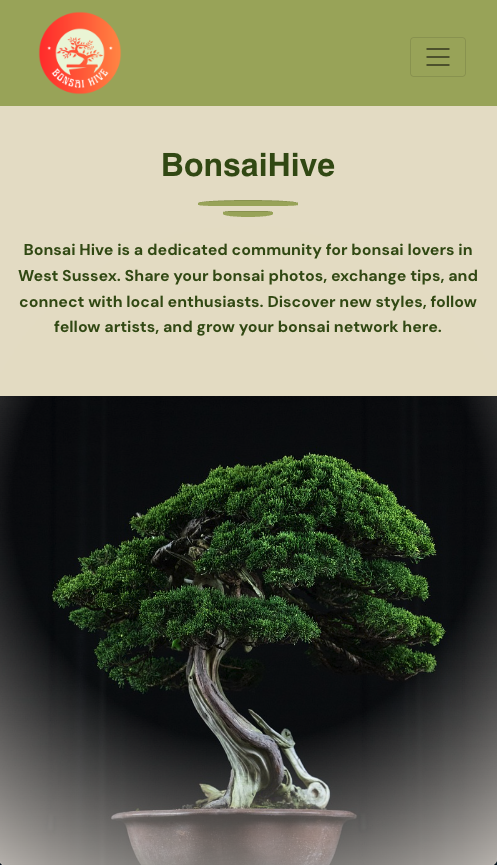 BONSAI HIVE
BonsaiHive
Bonsai Hive is a dedicated community for bonsai lovers in
West Sussex. Share your bonsai photos, exchange tips, and
connect with local enthusiasts. Discover new styles, follow
fellow artists, and grow your bonsai network here.